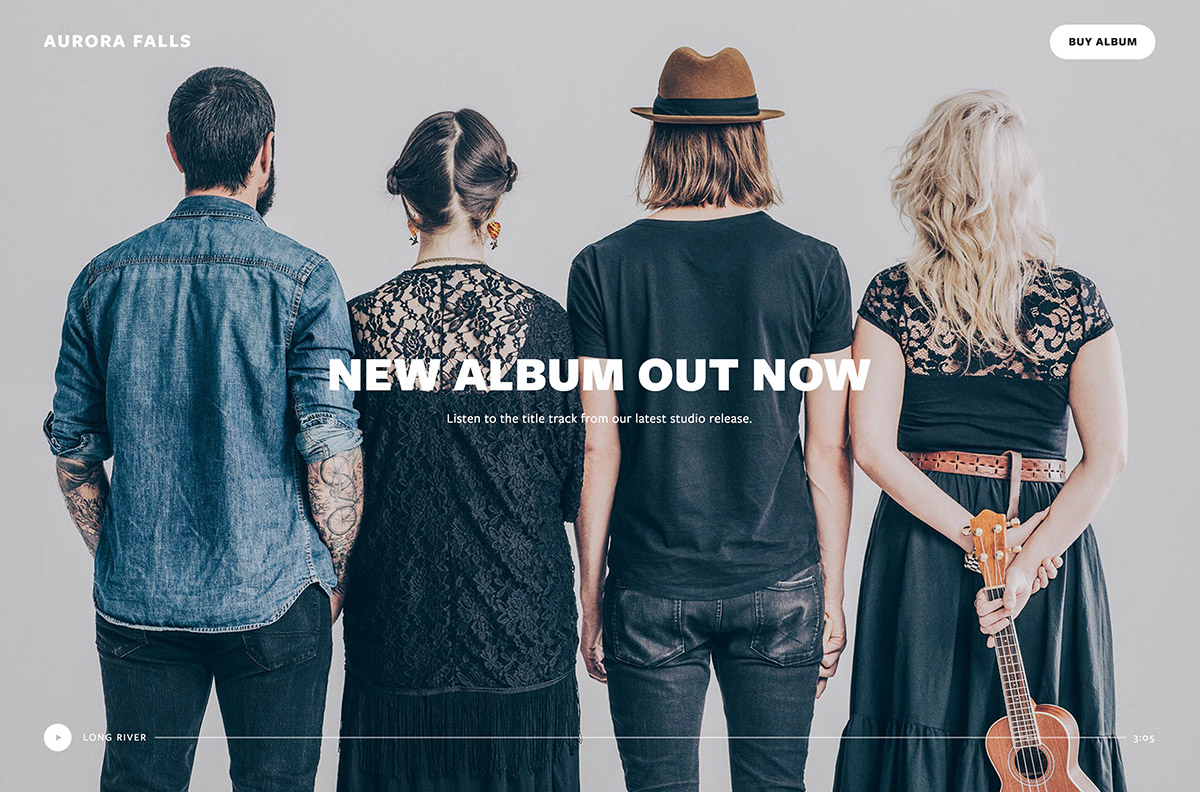 AURORA FALLS
BUY ALBUM
NEW ALBUM OUT NOW
Listen to the title track from our latest studio release.
LONG RIVER
3:05